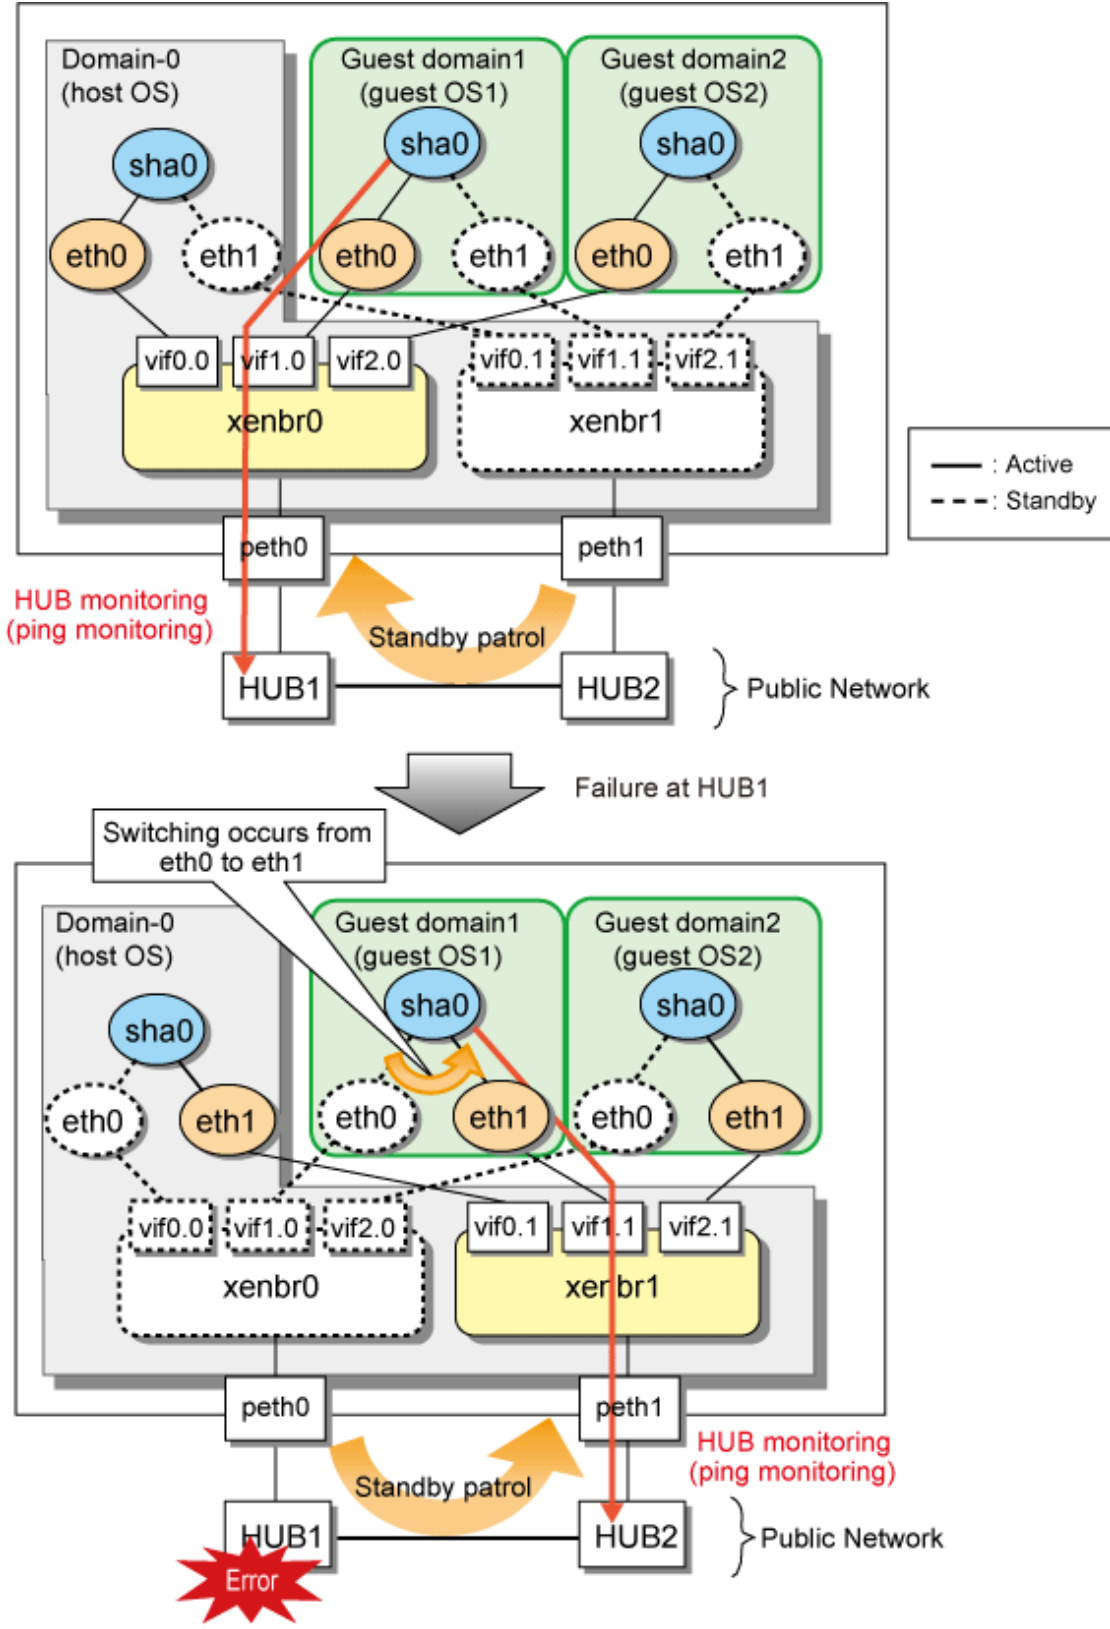 Domain-0
(host OS)
Guest domain1
(guest OS1)
Guest domain2
(guest OS2)
sha0
sha0
sha0
eth0
eth1
eth0
eth1
eth0
eth1
vif0.0
vif1.0
vif2.0
vif0.1
vif1.1
vif2.1
xenbr0
xenbr1
: Active
: Standby
peth0
peth1
HUB monitoring
(ping monitoring)
Standby patrol
HUB1
HUB2
Public Network
Failure at HUB1
Switching occurs from
eth0 to eth1
Domain-0
(host OS)
Guest domain1
(guest OS1)
Guest domain2
(guest OS2)
sha0
sha0
sha0
eth0
eth1
eth0
eth1
eth0
eth1
vif0.0
vif1.0
vif2.0
vif0.1
vif1.1
vif2.1
xenbr0
xenbr1
peth0
peth1
HUB monitoring
(ping monitoring)
Standby patrol
HUB1
HUB2
Public Network
Error